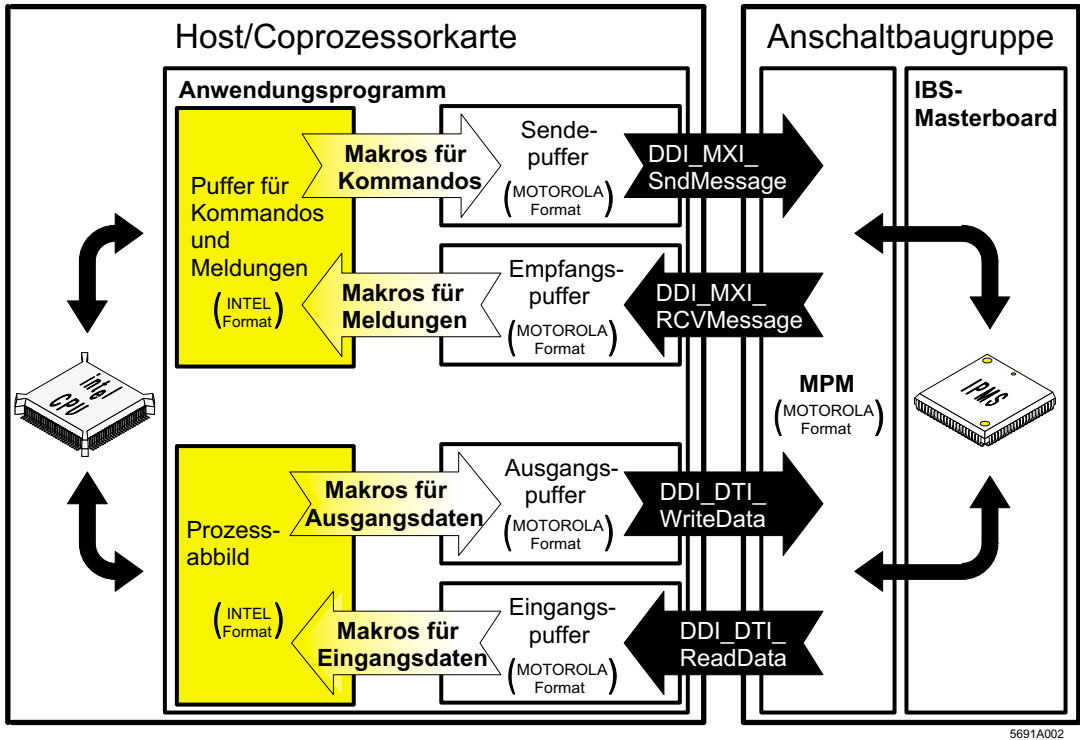 Host/Coprozessorkarte
Anschaltbaugruppe
Anwendungsprogramm
IBS-
Masterboard
Puffer für
Kommandos
und
Meldungen
(INTEL
Format)
Makros für
Kommandos
Sende-
puffer
(MOTOROLA
Format)
DDI_MXI_
SndMessage
Makros für
Meldungen
Empfangs-
puffer
(MOTOROLA
Format)
DDI_MXI_
RCVMessage
intel
CPU
MPM
(MOTOROLA
Format)
IPMS
Prozess-
abbild
(INTEL
Format)
Makros für
Ausgangsdaten
Ausgangs-
puffer
(MOTOROLA
Format)
DDI_DTI_
WriteData
Makros für
Eingangsdaten
Eingangs-
puffer
(MOTOROLA
Format)
DDI_DTI_
ReadData
5691A002